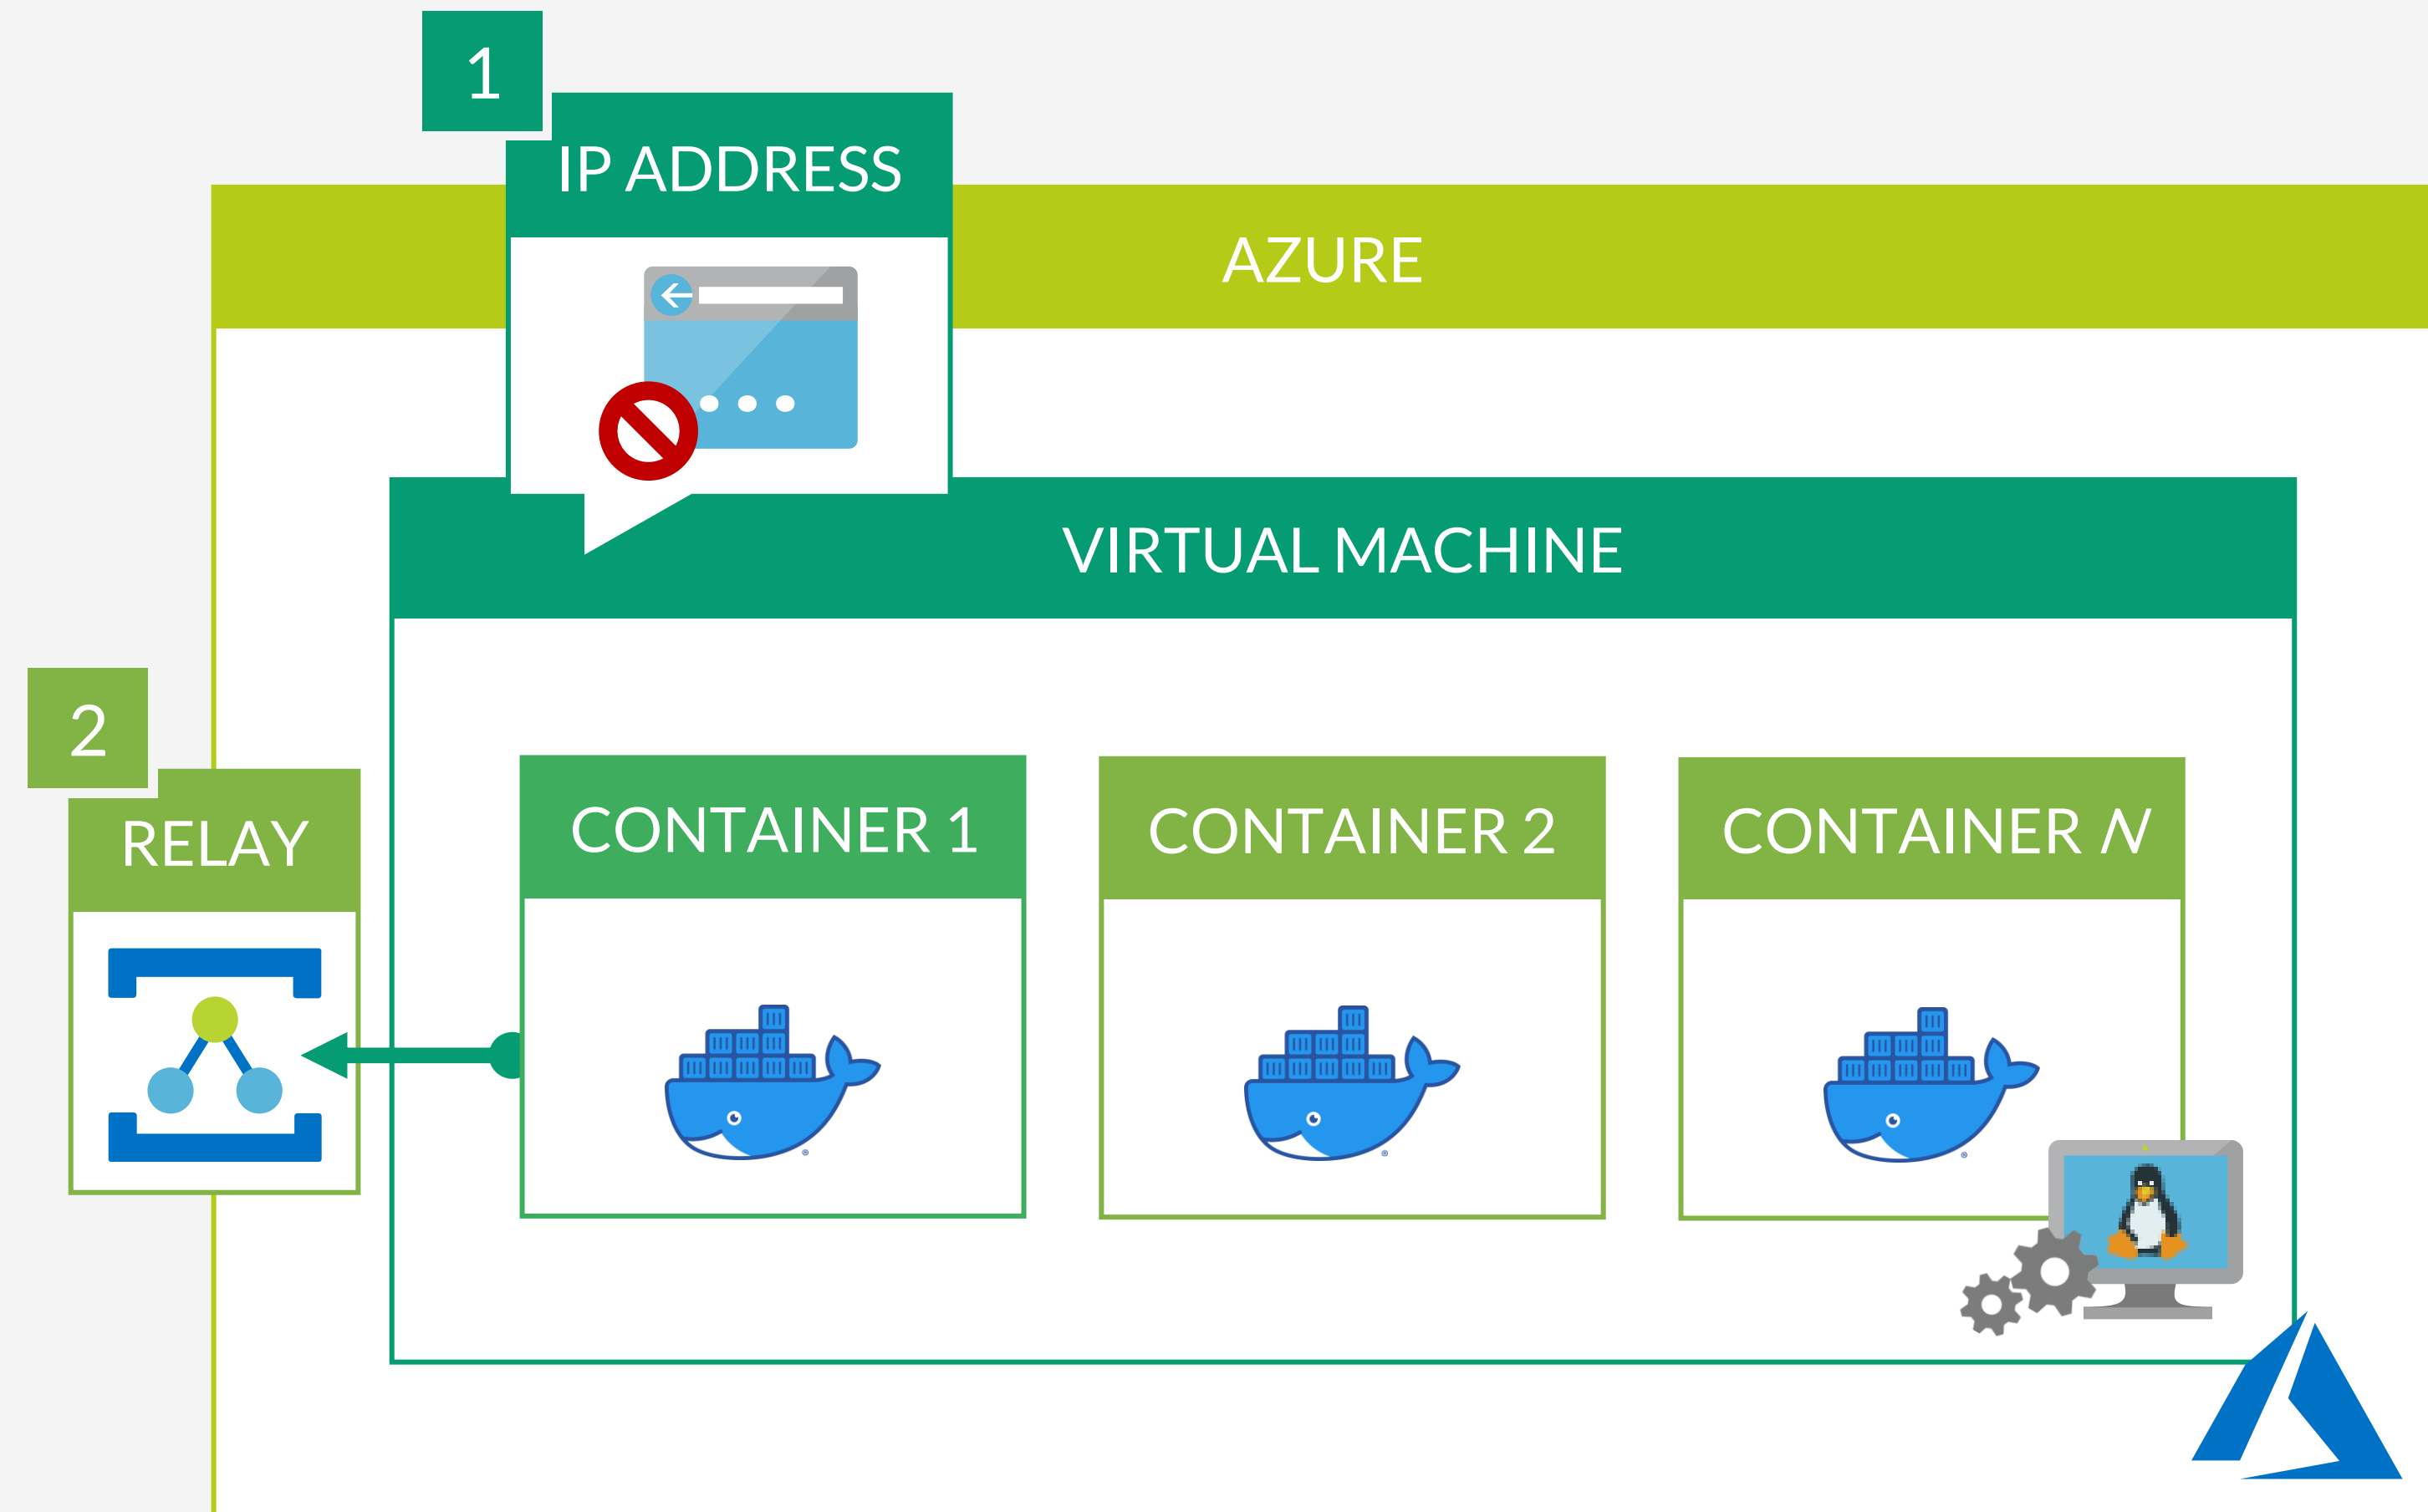 1
IP ADDRESS
AZURE
VIRTUAL MACHINE
2
RELAY
CONTAINER 1
CONTAINER 2
CONTAINER
®
®
®